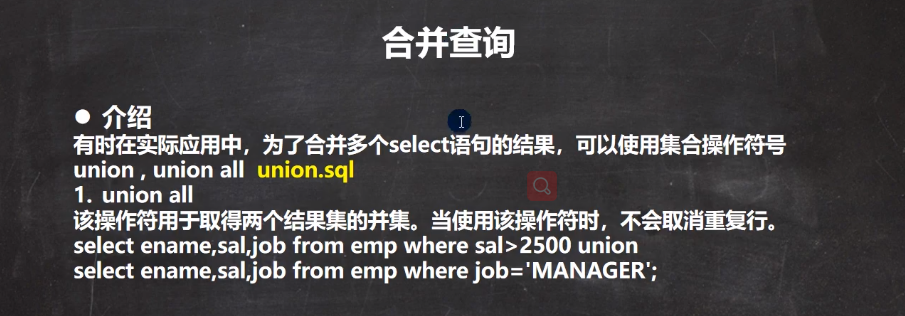 合并查询
● 介绍
有时在实际应用中，为了合并多个select语句的结果，可以使用集合操作符号
union , union all union.sql
1. union all
该操作符用于取得两个结果集的并集。当使用该操作符时，不会取消重复行。
select ename,sal,job from emp where sal>2500 union
select ename,sal,job from emp where job='MANAGER';